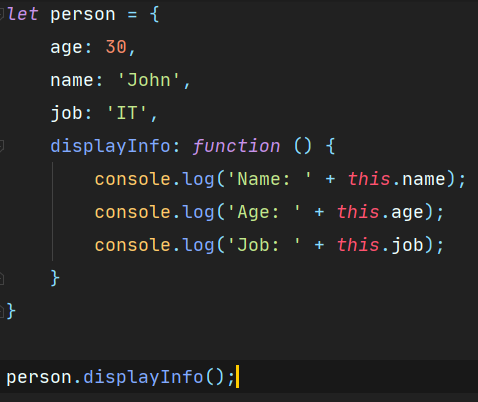 let person = {
    age: 30,
    name: 'John',
    job: 'IT',
    displayInfo: function () {
        console.log('Name: ' + this.name);
        console.log('Age: ' + this.age);
        console.log('Job: ' + this.job);
    }
}
person.displayInfo();